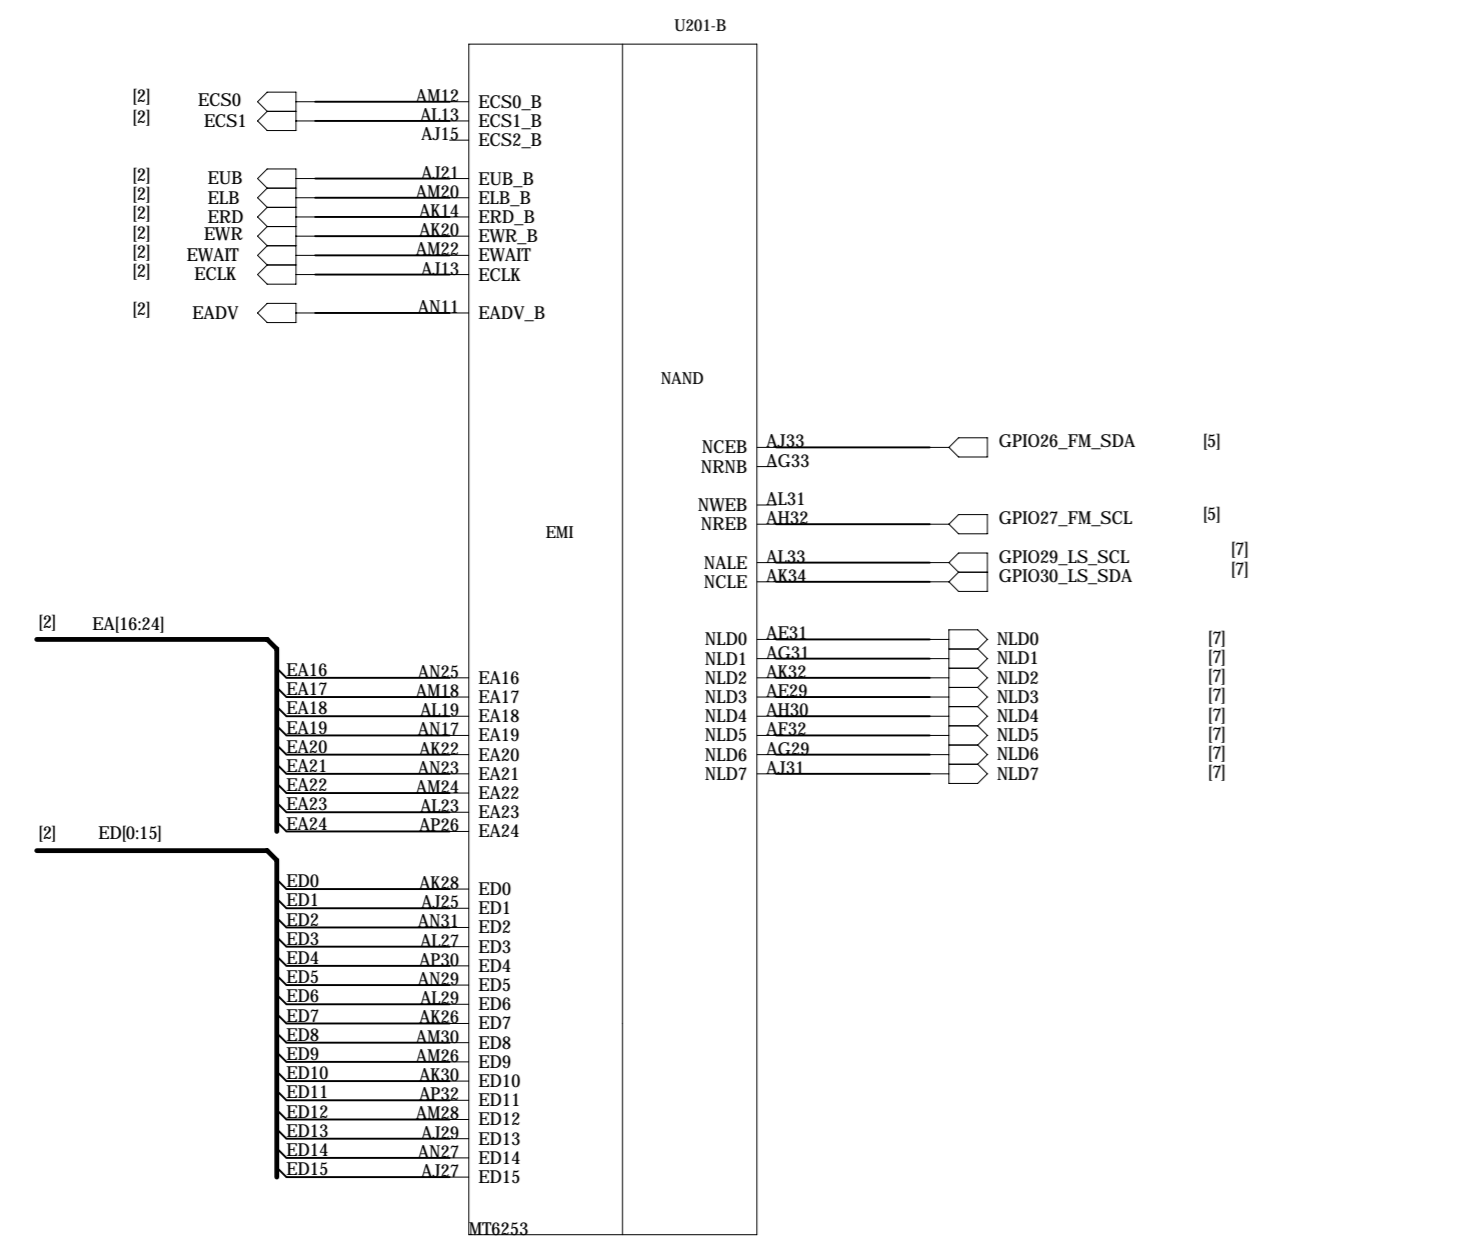 U201-B
[2] ECS0 AM12 ECS0_B
[2] ECS1 AL13 ECS1_B
AJ15 ECS2_B
[2] EUB AJ21 EUB_B
[2] ELB AM20 ELB_B
[2] ERD AK14 ERD_B
[2] EWR AK20 EWR_B
[2] EWAIT AM22 EWAIT
[2] ECLK AJ13 ECLK
[2] EADV AN11 EADV_B
NAND
NCEB AJ33 GPIO26_FM_SDA [5]
NRNB AG33
NWEB AL31
NREB AH32 GPIO27_FM_SCL [5]
EMI
NALE AL33 GPIO29_LS_SCL [7]
NCLE AK34 GPIO30_LS_SDA [7]
[2] EA[16:24]
NLD0 AE31 NLD0 [7]
NLD1 AG31 NLD1 [7]
NLD2 AK32 NLD2 [7]
NLD3 AE29 NLD3 [7]
NLD4 AH30 NLD4 [7]
NLD5 AF32 NLD5 [7]
NLD6 AG29 NLD6 [7]
NLD7 AJ31 NLD7 [7]
EA16 AN25 EA16
EA17 AM18 EA17
EA18 AL19 EA18
EA19 AN17 EA19
EA20 AK22 EA20
EA21 AN23 EA21
EA22 AM24 EA22
EA23 AL23 EA23
EA24 AP26 EA24
[2] ED[0:15]
ED0 AK28 ED0
ED1 AJ25 ED1
ED2 AN31 ED2
ED3 AL27 ED3
ED4 AP30 ED4
ED5 AN29 ED5
ED6 AL29 ED6
ED7 AK26 ED7
ED8 AM30 ED8
ED9 AM26 ED9
ED10 AK30 ED10
ED11 AP32 ED11
ED12 AM28 ED12
ED13 AJ29 ED13
ED14 AN27 ED14
ED15 AJ27 ED15
MT6253